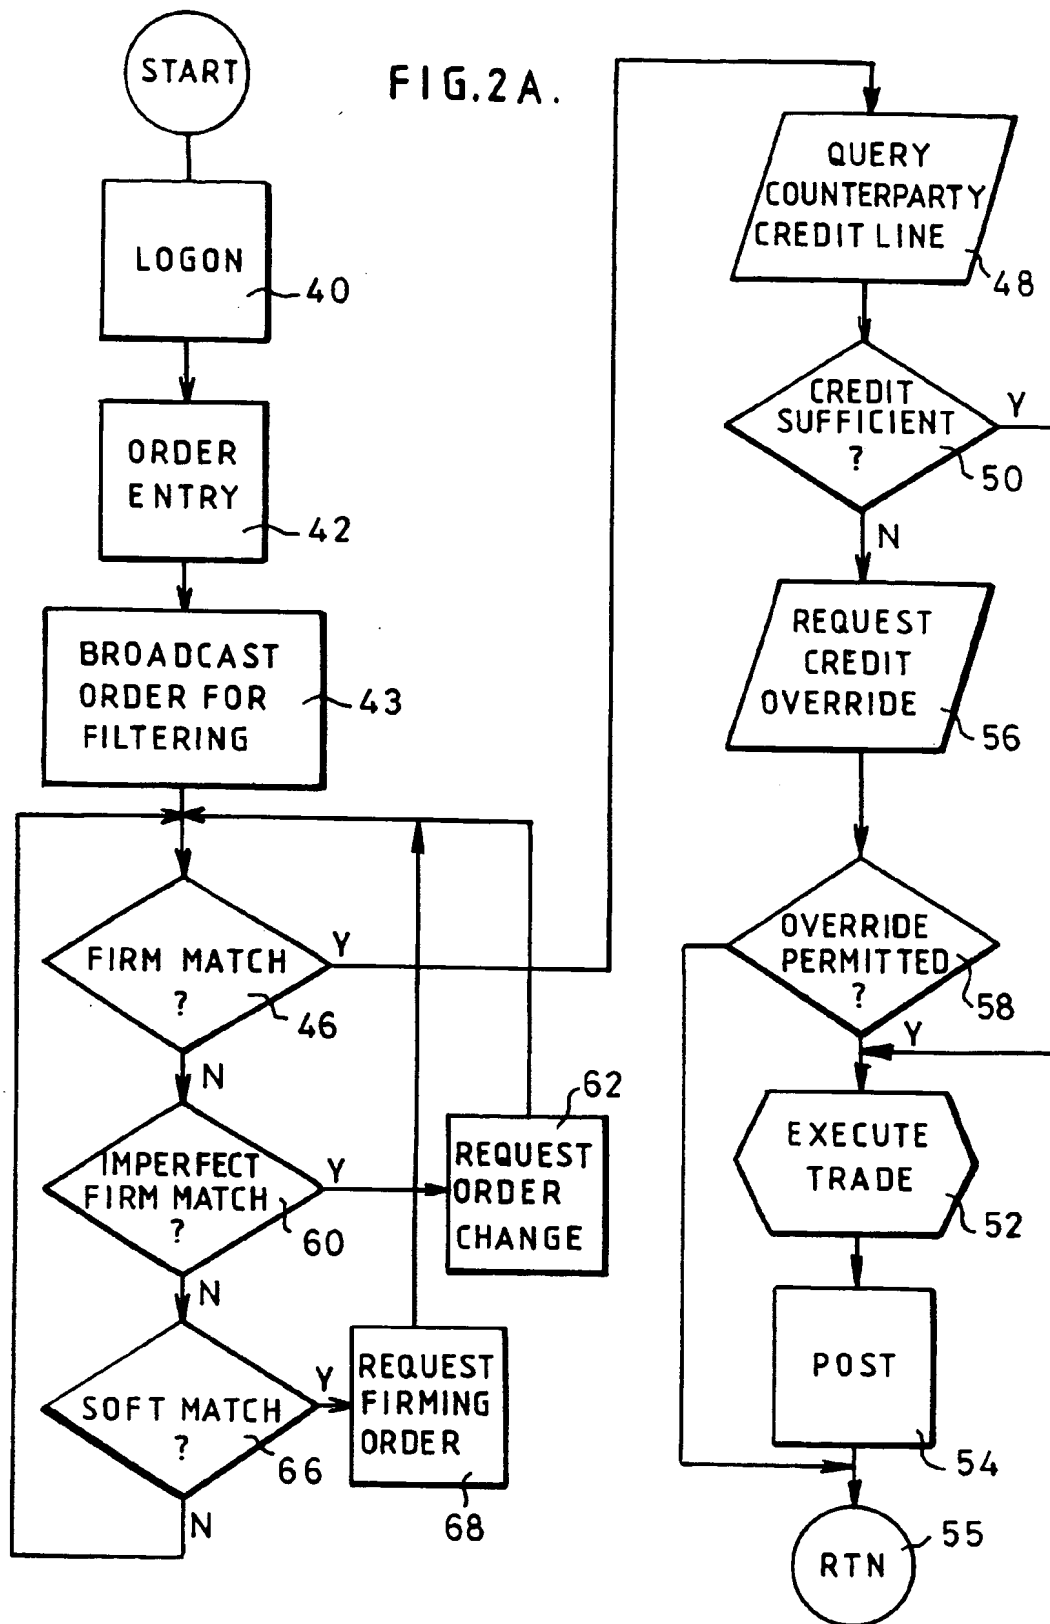 START
FIG.2A.
LOGON
40
ORDER
ENTRY
42
BROADCAST
ORDER FOR
FILTERING
43
FIRM MATCH
?
46
Y
N
IMPERFECT
FIRM MATCH
?
60
Y
N
62
REQUEST
ORDER
CHANGE
SOFT MATCH
?
66
Y
N
REQUEST
FIRMING
ORDER
68
QUERY
COUNTERPARTY
CREDIT LINE
48
CREDIT
SUFFICIENT
?
50
Y
N
REQUEST
CREDIT
OVERRIDE
56
OVERRIDE
PERMITTED
?
58
Y
EXECUTE
TRADE
52
POST
54
RTN
55